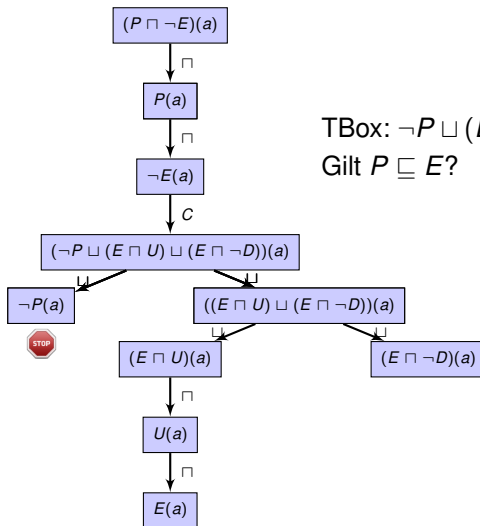 (P ⊓ ¬E)(a)
⊓
P(a)
⊓
¬E(a)
C
(¬P ⊔ (E ⊓ U) ⊔ (E ⊓ ¬D))(a)
⊔ ⊔
¬P(a)
((E ⊓ U) ⊔ (E ⊓ ¬D))(a)
STOP
⊔ ⊔
(E ⊓ U)(a)
(E ⊓ ¬D)(a)
⊓
U(a)
⊓
E(a)
TBox: ¬P ⊔ (
Gilt P ⊑ E?